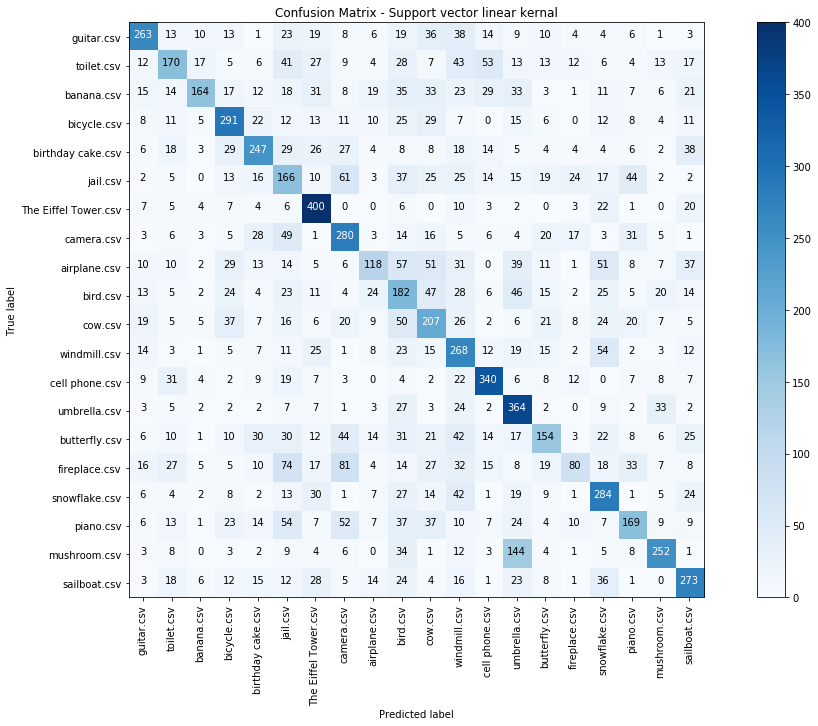 Confusion Matrix - Support vector linear kernal
guitar.csv 263 13 10 13 1 23 19 8 6 19 36 38 14 9 10 4 4 6 1 3
toilet.csv 12 170 17 5 6 41 27 9 4 28 7 43 53 13 13 12 6 4 13 17
banana.csv 15 14 164 17 12 18 31 8 19 35 33 23 29 33 3 1 11 7 6 21
bicycle.csv 8 11 5 291 22 12 13 11 10 25 29 7 0 15 6 0 12 8 4 11
birthday cake.csv 6 18 3 29 247 29 26 27 4 8 8 18 14 5 4 4 4 6 2 38
jail.csv 2 5 0 13 16 166 10 61 3 37 25 25 14 15 19 24 17 44 2 2
The Eiffel Tower.csv 7 5 4 7 4 6 400 0 0 6 0 10 3 2 0 3 22 1 0 20
camera.csv 3 6 3 5 28 49 1 280 3 14 16 5 6 4 20 17 3 31 5 1
airplane.csv 10 10 2 29 13 14 5 6 118 57 51 31 0 39 11 1 51 8 7 37
bird.csv 13 5 2 24 4 23 11 4 24 182 47 28 6 46 15 2 25 5 20 14
cow.csv 19 5 5 37 7 16 6 20 9 50 207 26 2 6 21 8 24 20 7 5
windmill.csv 14 3 1 5 7 11 25 1 8 23 15 268 12 19 15 2 54 2 3 12
cell phone.csv 9 31 4 2 9 19 7 3 0 4 2 22 340 6 8 12 0 7 8 7
umbrella.csv 3 5 2 2 2 7 7 1 3 27 3 24 2 364 2 0 9 2 33 2
butterfly.csv 6 10 1 10 30 30 12 44 14 31 21 42 14 17 154 3 22 8 6 25
fireplace.csv 16 27 5 5 10 74 17 81 4 14 27 32 15 8 19 80 18 33 7 8
snowflake.csv 6 4 2 8 2 13 30 1 7 27 14 42 1 19 9 1 284 1 5 24
piano.csv 6 13 1 23 14 54 7 52 7 37 37 10 7 24 4 10 7 169 9 9
mushroom.csv 3 8 0 3 2 9 4 6 0 34 1 12 3 144 4 1 5 8 252 1
sailboat.csv 3 18 6 12 15 12 28 5 14 24 4 16 1 23 8 1 36 1 0 273
True label
guitar.csv
toilet.csv
banana.csv
bicycle.csv
birthday cake.csv
jail.csv
The Eiffel Tower.csv
camera.csv
airplane.csv
bird.csv
cow.csv
windmill.csv
cell phone.csv
umbrella.csv
butterfly.csv
fireplace.csv
snowflake.csv
piano.csv
mushroom.csv
sailboat.csv
Predicted label
400
350
300
250
200
150
100
50
0